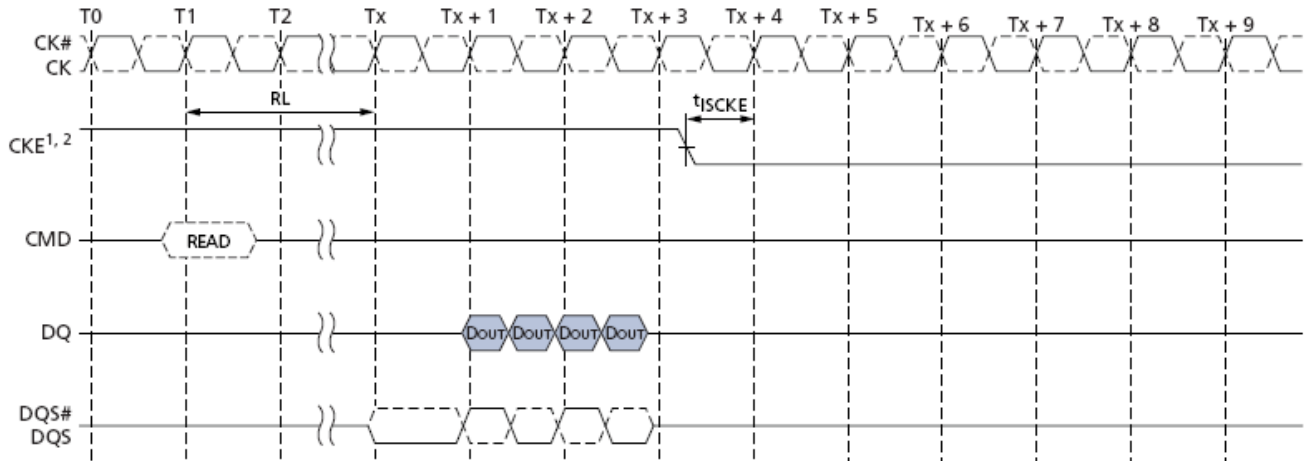 T0 T1 T2 Tx Tx + 1 Tx + 2 Tx + 3 Tx + 4 Tx + 5 Tx + 6 Tx + 7 Tx + 8 Tx + 9
CK#
CK
RL
tISCKE
CKE1, 2
CMD READ
DQ DOUT DOUT DOUT DOUT
DQS#
DQS